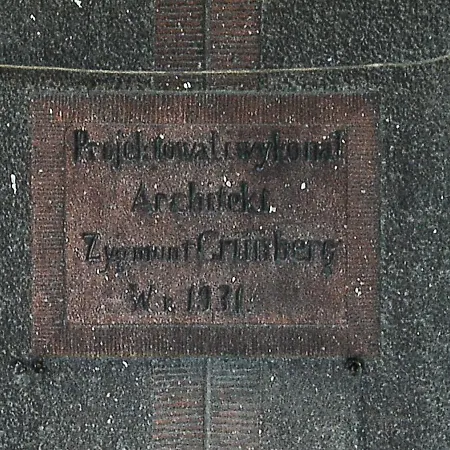 Projektował i wykonał
Architekt
Zygmunt Grünberg
W r. 1931.